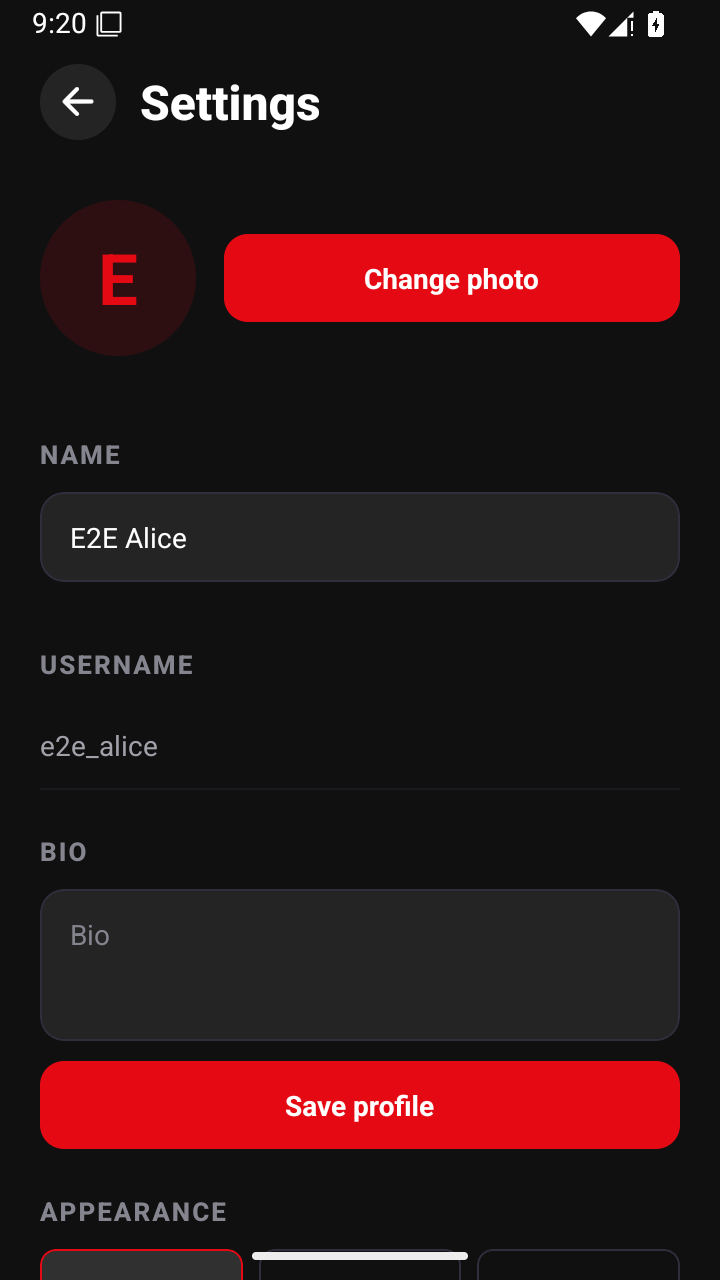 9:20
Settings
E
Change photo
NAME
E2E Alice
USERNAME
e2e_alice
BIO
Bio
Save profile
APPEARANCE